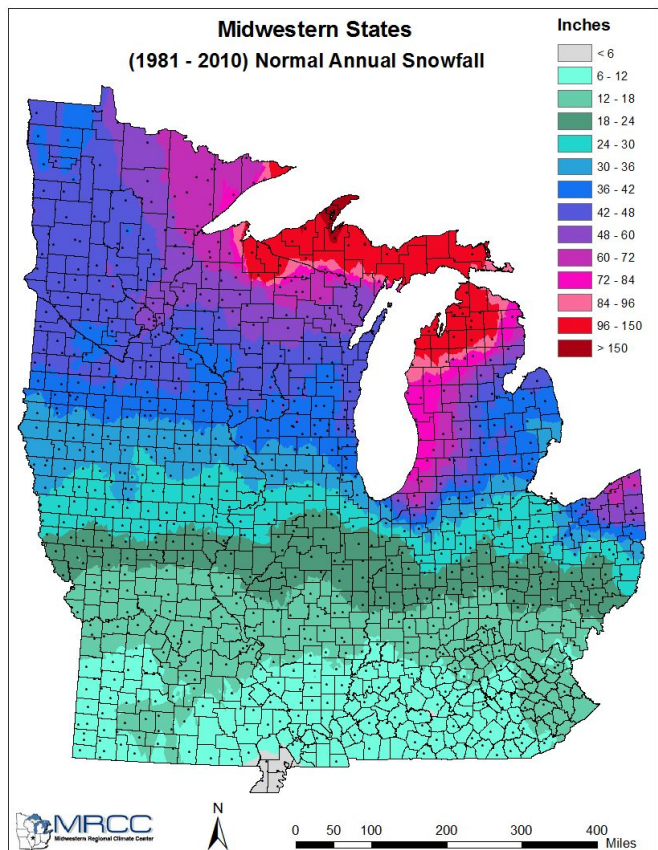 Midwestern States
(1981 - 2010) Normal Annual Snowfall
Inches
< 6
6 - 12
12 - 18
18 - 24
24 - 30
30 - 36
36 - 42
42 - 48
48 - 60
60 - 72
72 - 84
84 - 96
96 - 150
> 150
MRCC
Midwestern Regional Climate Center
N
0 50 100 200 300 400
Miles